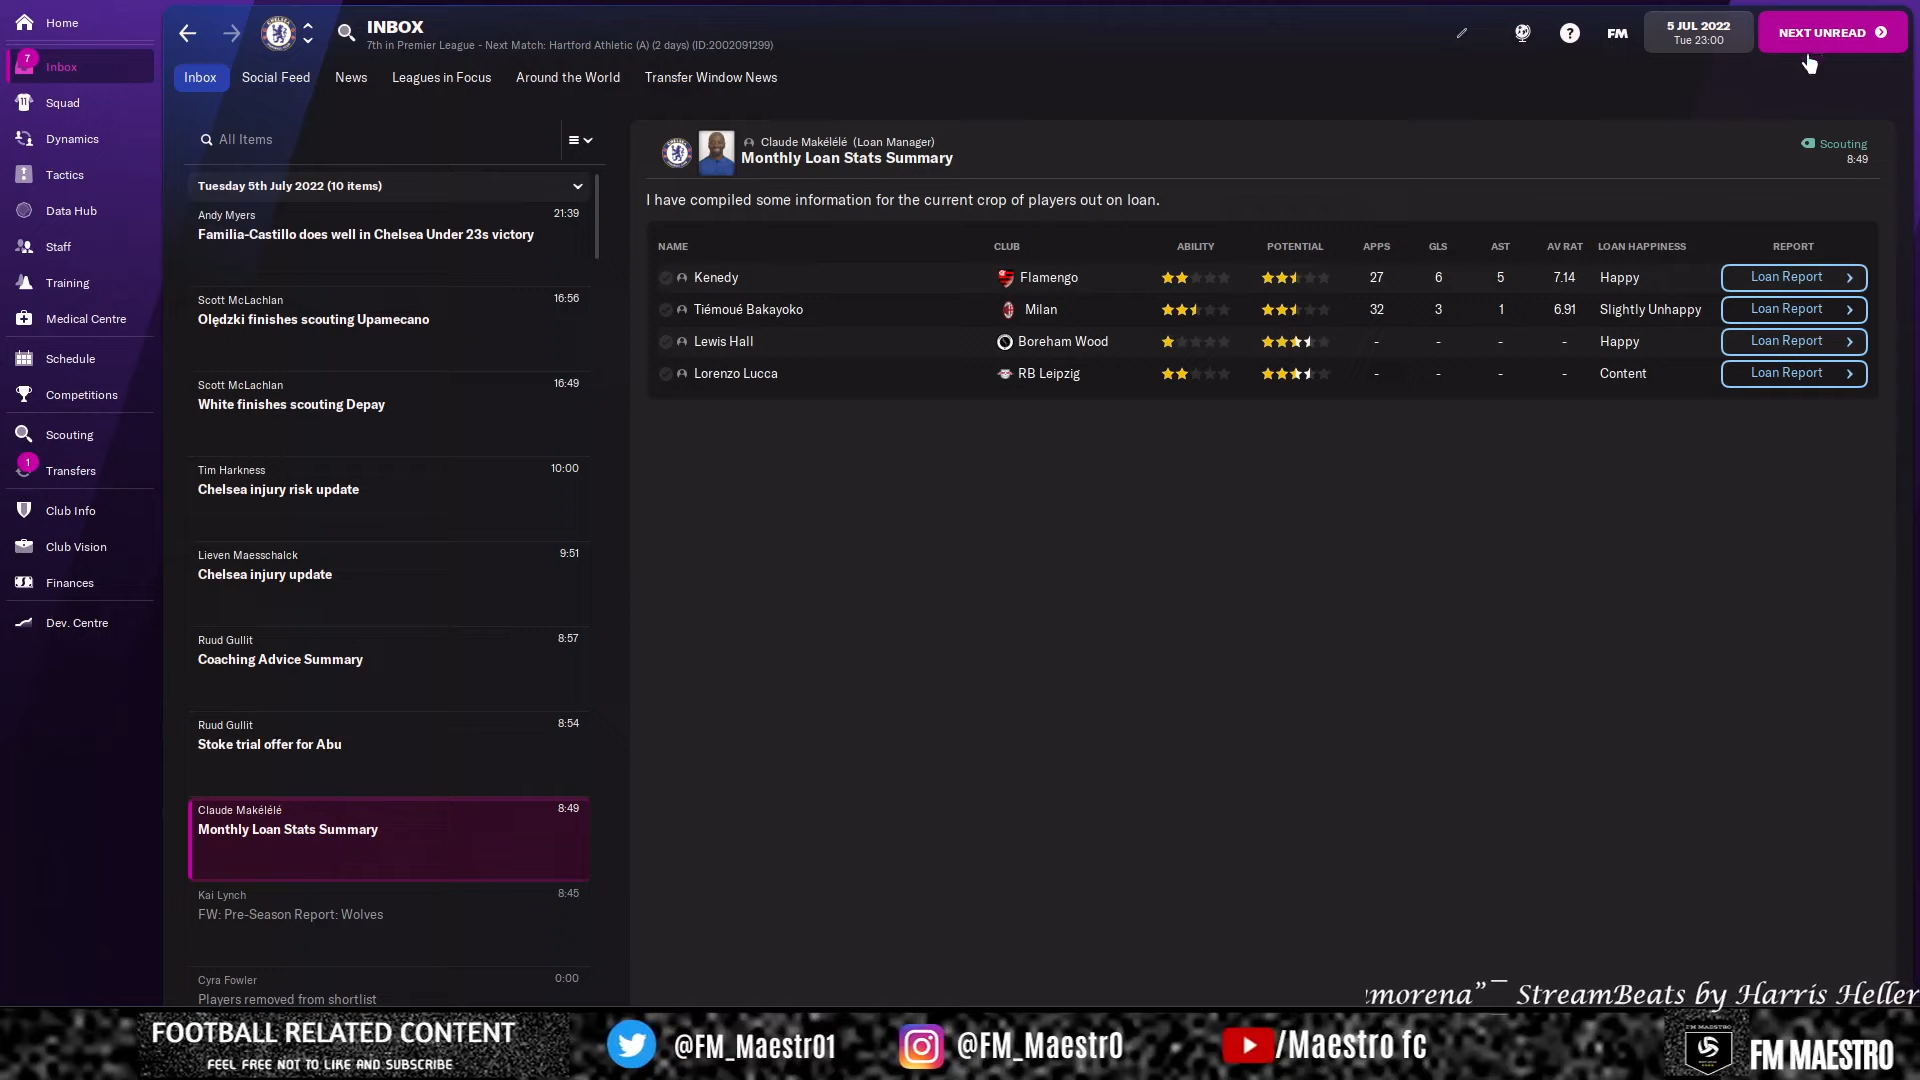 Home
7
Inbox
Squad
Dynamics
Tactics
Data Hub
Staff
Training
Medical Centre
Schedule
Competitions
Scouting
1
Transfers
Club Info
Club Vision
Finances
Dev. Centre
INBOX
7th in Premier League - Next Match: Hartford Athletic (A) (2 days) (ID:2002091299)
FM
5 JUL 2022
Tue 23:00
NEXT UNREAD
Inbox Social Feed News Leagues in Focus Around the World Transfer Window News
All Items
Tuesday 5th July 2022 (10 items)
Andy Myers 21:39
Familia-Castillo does well in Chelsea Under 23s victory
Scott McLachlan 16:56
Olędzki finishes scouting Upamecano
Scott McLachlan 16:49
White finishes scouting Depay
Tim Harkness 10:00
Chelsea injury risk update
Lieven Maesschalck 9:51
Chelsea injury update
Ruud Gullit 8:57
Coaching Advice Summary
Ruud Gullit 8:54
Stoke trial offer for Abu
Claude Makélélé 8:49
Monthly Loan Stats Summary
Kai Lynch 8:45
FW: Pre-Season Report: Wolves
Cyra Fowler 0:00
Players removed from shortlist
Claude Makélélé (Loan Manager)
Monthly Loan Stats Summary
Scouting
8:49
I have compiled some information for the current crop of players out on loan.
NAME CLUB ABILITY POTENTIAL APPS GLS AST AV RAT LOAN HAPPINESS REPORT
Kenedy Flamengo 27 6 5 7.14 Happy Loan Report
Tiémoué Bakayoko Milan 32 3 1 6.91 Slightly Unhappy Loan Report
Lewis Hall Boreham Wood - - - - Happy Loan Report
Lorenzo Lucca RB Leipzig - - - - Content Loan Report
morena" — StreamBeats by Harris Heller
FOOTBALL RELATED CONTENT
FEEL FREE NOT TO LIKE AND SUBSCRIBE
@FM_Maestr01
@FM_Maestr0
/Maestro fc
FM MAESTRO
FM MAESTRO